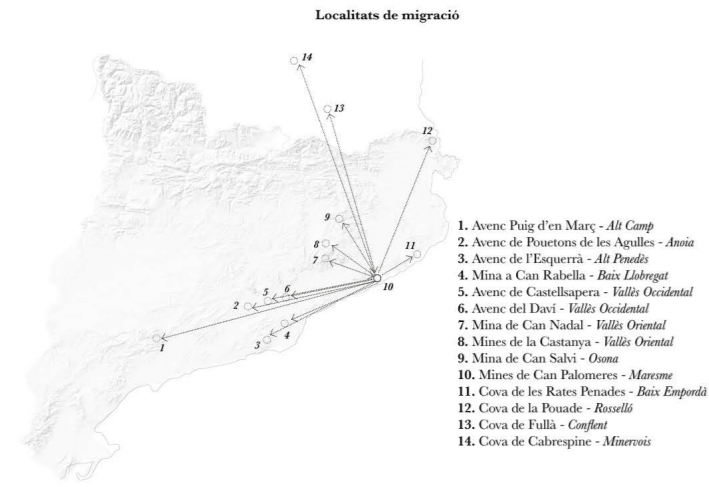 Localitats de migració
14
13
12
9
8
11
7
10
5
6
2
4
3
1
1. Avenc Puig d'en Març - Alt Camp
2. Avenc de Pouetons de les Agulles - Anoia
3. Avenc de l'Esquerrà - Alt Penedès
4. Mina a Can Rabella - Baix Llobregat
5. Avenc de Castellsapera - Vallès Occidental
6. Avenc del Daví - Vallès Occidental
7. Mina de Can Nadal - Vallès Oriental
8. Mines de la Castanya - Vallès Oriental
9. Mina de Can Salvi - Osona
10. Mines de Can Palomeres - Maresme
11. Cova de les Rates Penades - Baix Empordà
12. Cova de la Pouade - Rosselló
13. Cova de Fullà - Conflent
14. Cova de Cabrespine - Minervois